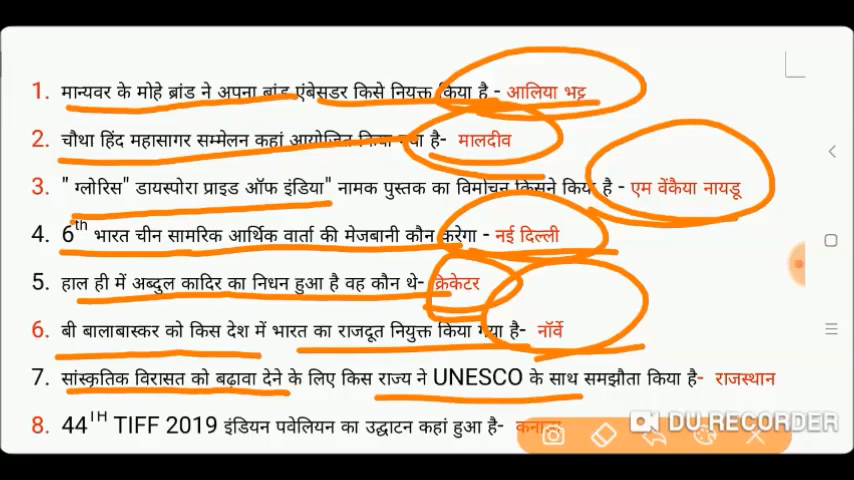 1. मान्यवर के मोहे ब्रांड ने अपना ब्रांड एंबेसडर किसे नियुक्त किया है - आलिया भट्ट
2. चौथा हिंद महासागर सम्मेलन कहां आयोजित किया गया है- मालदीव
3. " ग्लोरिस" डायस्पोरा प्राइड ऑफ इंडिया" नामक पुस्तक का विमोचन किसने किया है - एम वेंकैया नायडू
4. 6th भारत चीन सामरिक आर्थिक वार्ता की मेजबानी कौन करेगा - नई दिल्ली
5. हाल ही में अब्दुल कादिर का निधन हुआ है वह कौन थे- क्रिकेटर
6. बी बालाबास्कर को किस देश में भारत का राजदूत नियुक्त किया गया है- नॉर्वे
7. सांस्कृतिक विरासत को बढ़ावा देने के लिए किस राज्य ने UNESCO के साथ समझौता किया है- राजस्थान
8. 44TH TIFF 2019 इंडियन पवेलियन का उद्घाटन कहां हुआ है-
DU RECORDER